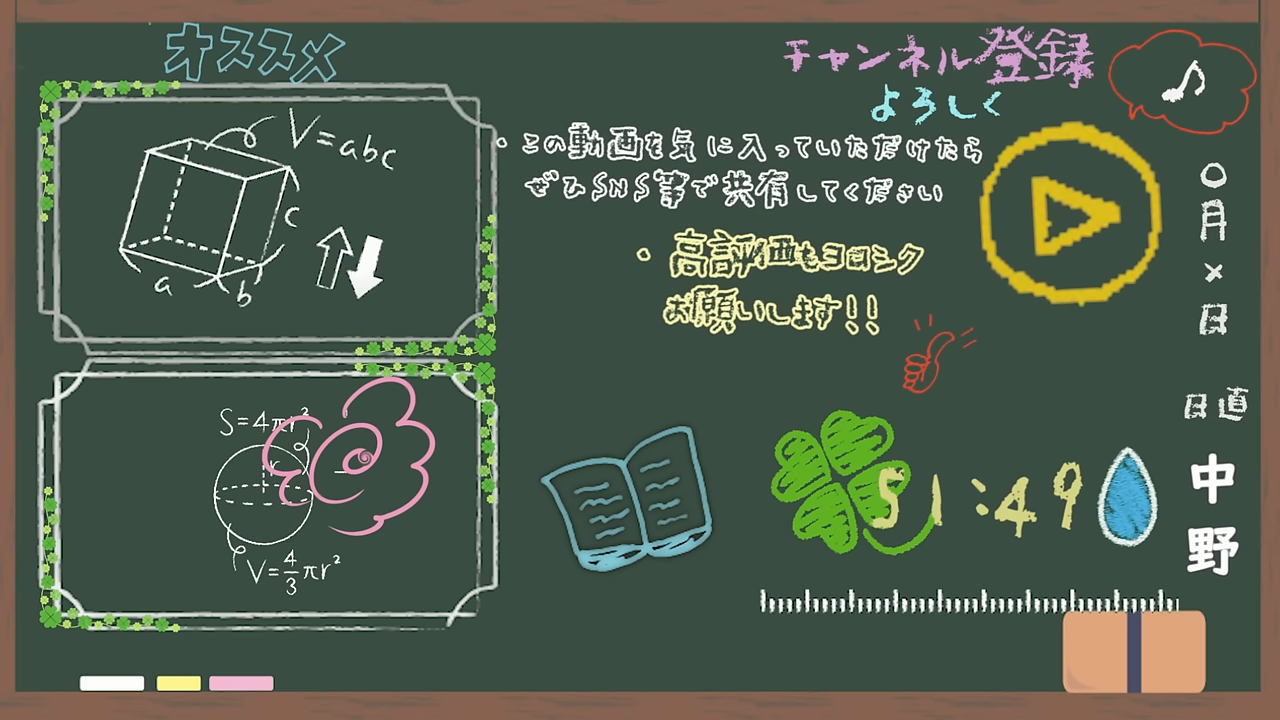 オススメ
V=abc
c
a
b
S=4πr²
r
V=4/3πr²
チャンネル登録
よろしく
・この動画を気に入っていただけたら
ぜひSNS等で共有してください
・高評価もヨロシク
お願いします!!
51:49
〇月×日
日直
中野